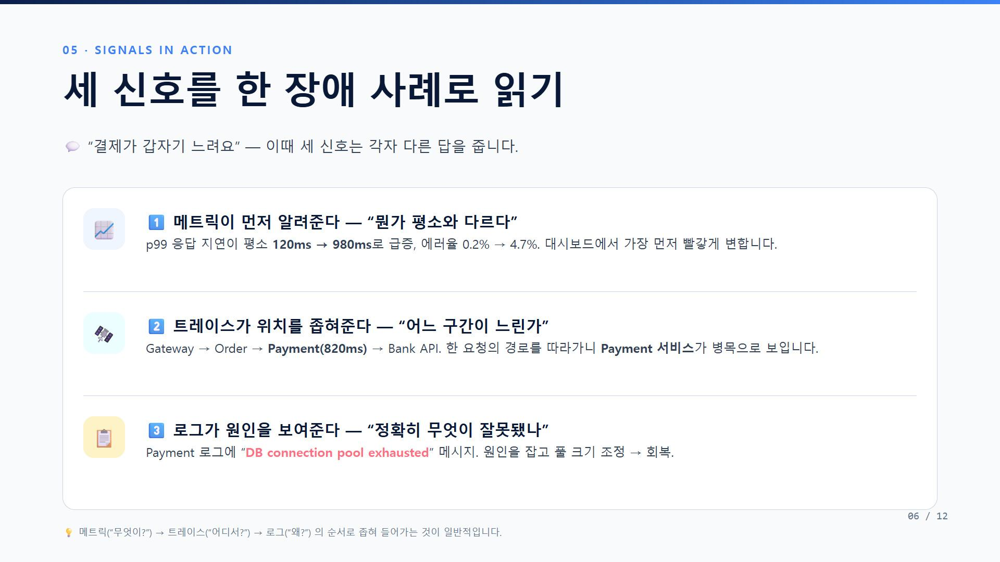 05 · SIGNALS IN ACTION
세 신호를 한 장애 사례로 읽기
💬 “결제가 갑자기 느려요” — 이때 세 신호는 각자 다른 답을 줍니다.
1️⃣ 메트릭이 먼저 알려준다 — “뭔가 평소와 다르다”
p99 응답 지연이 평소 120ms → 980ms로 급증, 에러율 0.2% → 4.7%. 대시보드에서 가장 먼저 빨갛게 변합니다.
2️⃣ 트레이스가 위치를 좁혀준다 — “어느 구간이 느린가”
Gateway → Order → Payment(820ms) → Bank API. 한 요청의 경로를 따라가니 Payment 서비스가 병목으로 보입니다.
3️⃣ 로그가 원인을 보여준다 — “정확히 무엇이 잘못됐나”
Payment 로그에 “DB connection pool exhausted” 메시지. 원인을 잡고 풀 크기 조정 → 회복.
06 / 12
💡 메트릭(“무엇이?”) → 트레이스(“어디서?”) → 로그(“왜?”) 의 순서로 좁혀 들어가는 것이 일반적입니다.